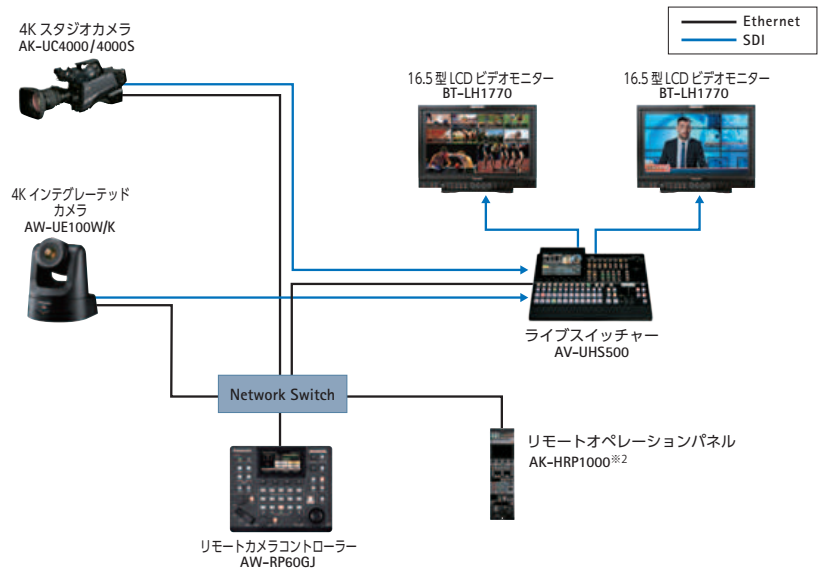 Ethernet
SDI
4K スタジオカメラ
AK-UC4000/4000S
16.5 型 LCD ビデオモニター
BT-LH1770
16.5 型 LCD ビデオモニター
BT-LH1770
4K インテグレーテッド
カメラ
AW-UE100W/K
ライブスイッチャー
AV-UHS500
Network Switch
リモートオペレーションパネル
AK-HRP1000※2
リモートカメラコントローラー
AW-RP60GJ